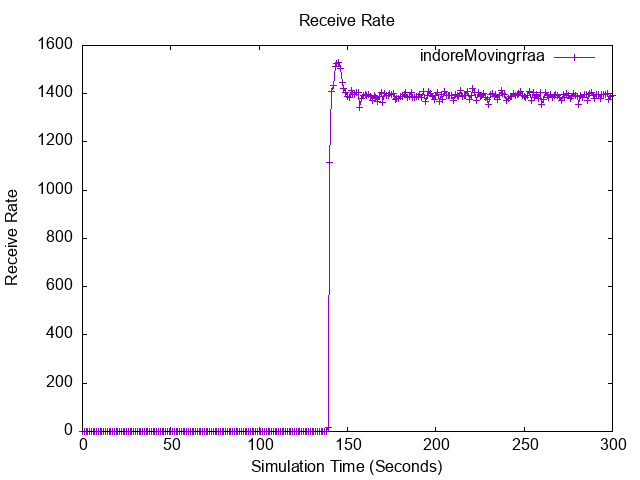 Receive Rate
indoreMovingrraa
1600
1400
1200
1000
800
600
400
200
0
Receive Rate
0 50 100 150 200 250 300
Simulation Time (Seconds)